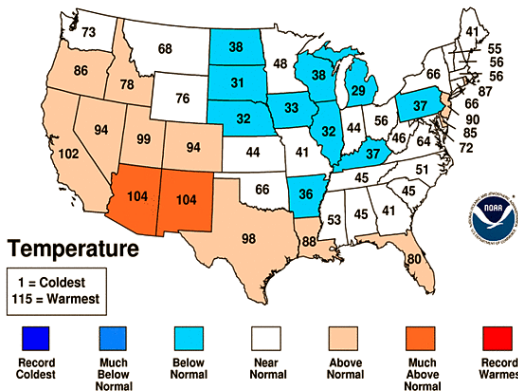 73
68
38
48
41
55
56
56
87
66
90
85
72
86
78
76
31
38
29
66
37
32
33
32
44
56
46
64
102
94
99
94
44
41
37
51
45
45
104
104
66
36
53
45
41
98
88
80
NOAA
Temperature
1 = Coldest
115 = Warmest
Record
Coldest
Much
Below
Normal
Below
Normal
Near
Normal
Above
Normal
Much
Above
Normal
Record
Warmest